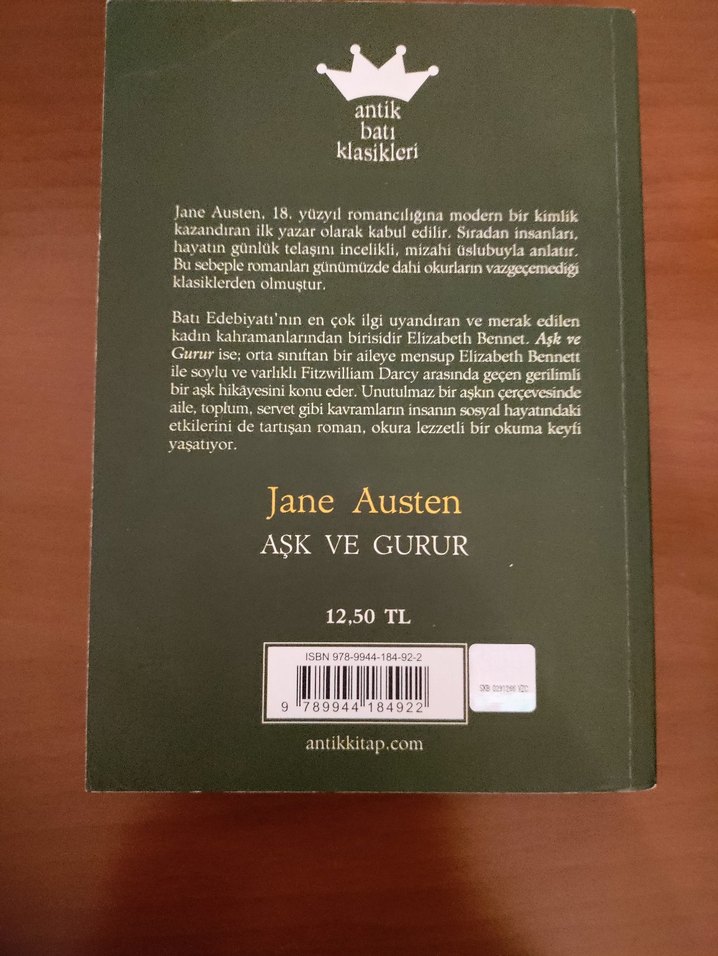 antik
batı
klasikleri
Jane Austen, 18. yüzyıl romancılığına modern bir kimlik
kazandıran ilk yazar olarak kabul edilir. Sıradan insanları,
hayatın günlük telaşını incelikli, mizahi üslubuyla anlatır.
Bu sebeple romanları günümüzde dahi okurların vazgeçemediği
klasiklerden olmuştur.
Batı Edebiyatı'nın en çok ilgi uyandıran ve merak edilen
kadın kahramanlarından birisidir Elizabeth Bennet. Aşk ve
Gurur ise; orta sınıftan bir aileye mensup Elizabeth Bennett
ile soylu ve varlıklı Fitzwilliam Darcy arasında geçen gerilimli
bir aşk hikâyesini konu eder. Unutulmaz bir aşkın çerçevesinde
aile, toplum, servet gibi kavramların insanın sosyal hayatındaki
etkilerini de tartışan roman, okura lezzetli bir okuma keyfi
yaşatıyor.
Jane Austen
AŞK VE GURUR
12,50 TL
ISBN 978-9944-184-92-2
9 789944 184922
antikkitap.com